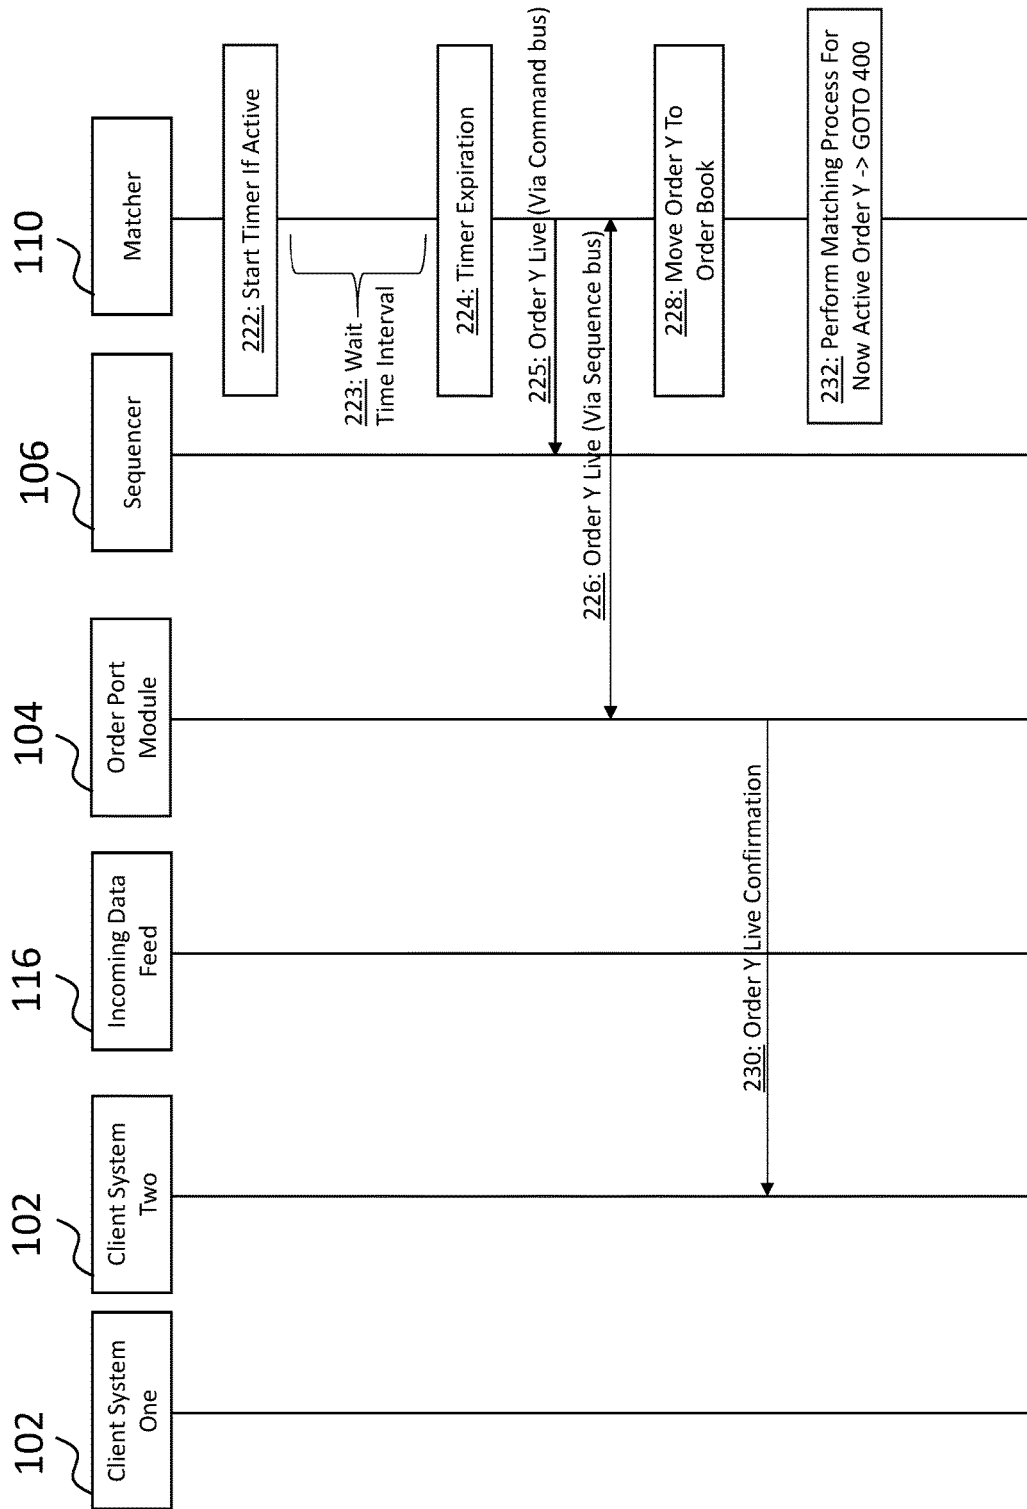 102
102
116
104
106
110
Client System
One
Client System
Two
Incoming Data
Feed
Order Port
Module
Sequencer
Matcher
222: Start Timer If Active
223: Wait
Time Interval
224: Timer Expiration
225: Order Y Live (Via Command bus)
226: Order Y Live (Via Sequence bus)
228: Move Order Y To
Order Book
230: Order Y Live Confirmation
232: Perform Matching Process For
Now Active Order Y -> GOTO 400